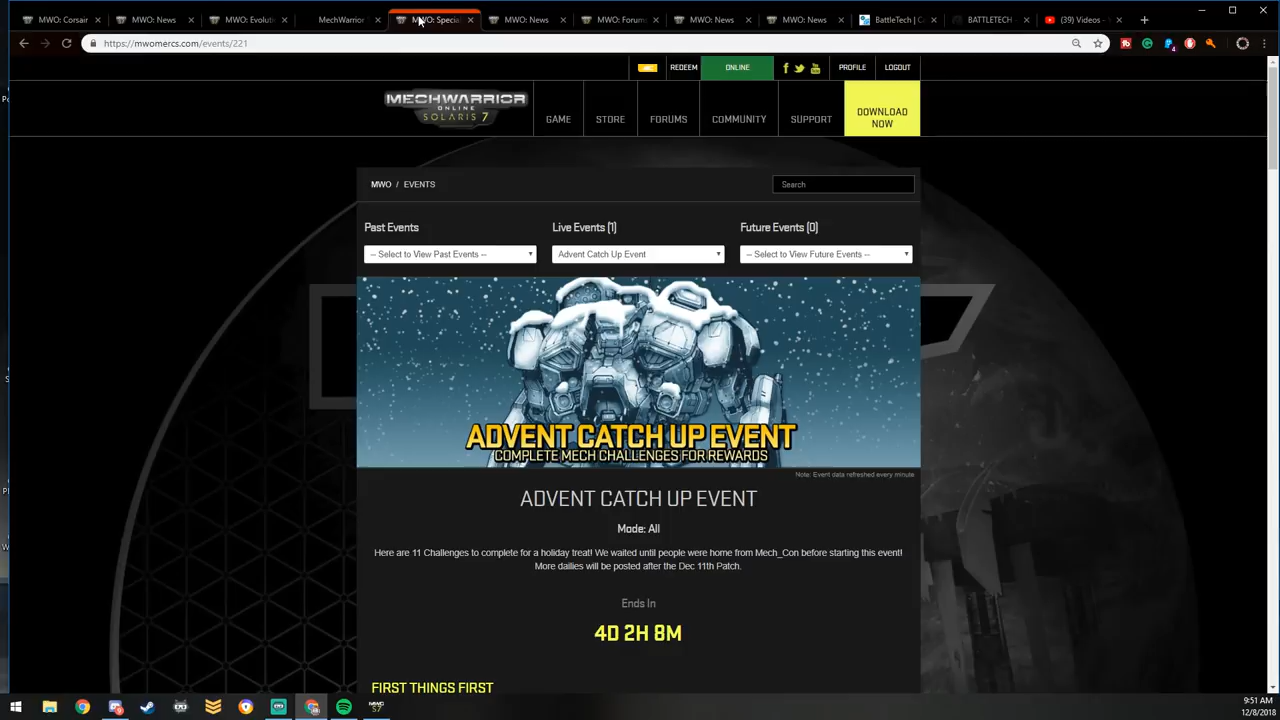 MWO: Corsair
MWO: News
MWO: Evoluti
MechWarrior
MWO: Specia
MWO: News
MWO: Forum
MWO: News
MWO: News
BattleTech | C
BATTLETECH
(39) Videos - Y
https://mwomercs.com/events/221
MC
REDEEM
ONLINE
PROFILE
LOGOUT
MECHWARRIOR
ONLINE
SOLARIS 7
GAME
STORE
FORUMS
COMMUNITY
SUPPORT
DOWNLOAD
NOW
MWO / EVENTS
Search
Past Events
Live Events (1)
Future Events (0)
-- Select to View Past Events --
Advent Catch Up Event
-- Select to View Future Events --
ADVENT CATCH UP EVENT
COMPLETE MECH CHALLENGES FOR REWARDS
Note: Event data refreshed every minute
ADVENT CATCH UP EVENT
Mode: All
Here are 11 Challenges to complete for a holiday treat! We waited until people were home from Mech_Con before starting this event!
More dailies will be posted after the Dec 11th Patch.
Ends In
4D 2H 8M
FIRST THINGS FIRST
9:51 AM
12/8/2018